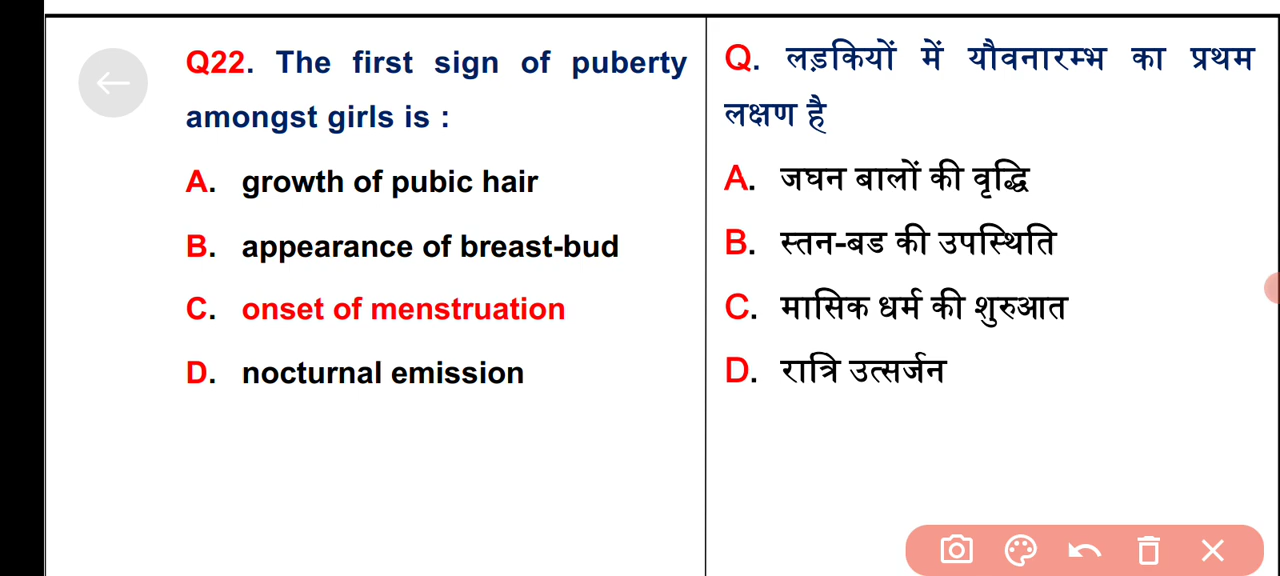 Q22. The first sign of puberty
amongst girls is :
A. growth of pubic hair
B. appearance of breast-bud
C. onset of menstruation
D. nocturnal emission
Q. लड़कियों में यौवनारम्भ का प्रथम
लक्षण है
A. जघन बालों की वृद्धि
B. स्तन-बड की उपस्थिति
C. मासिक धर्म की शुरुआत
D. रात्रि उत्सर्जन